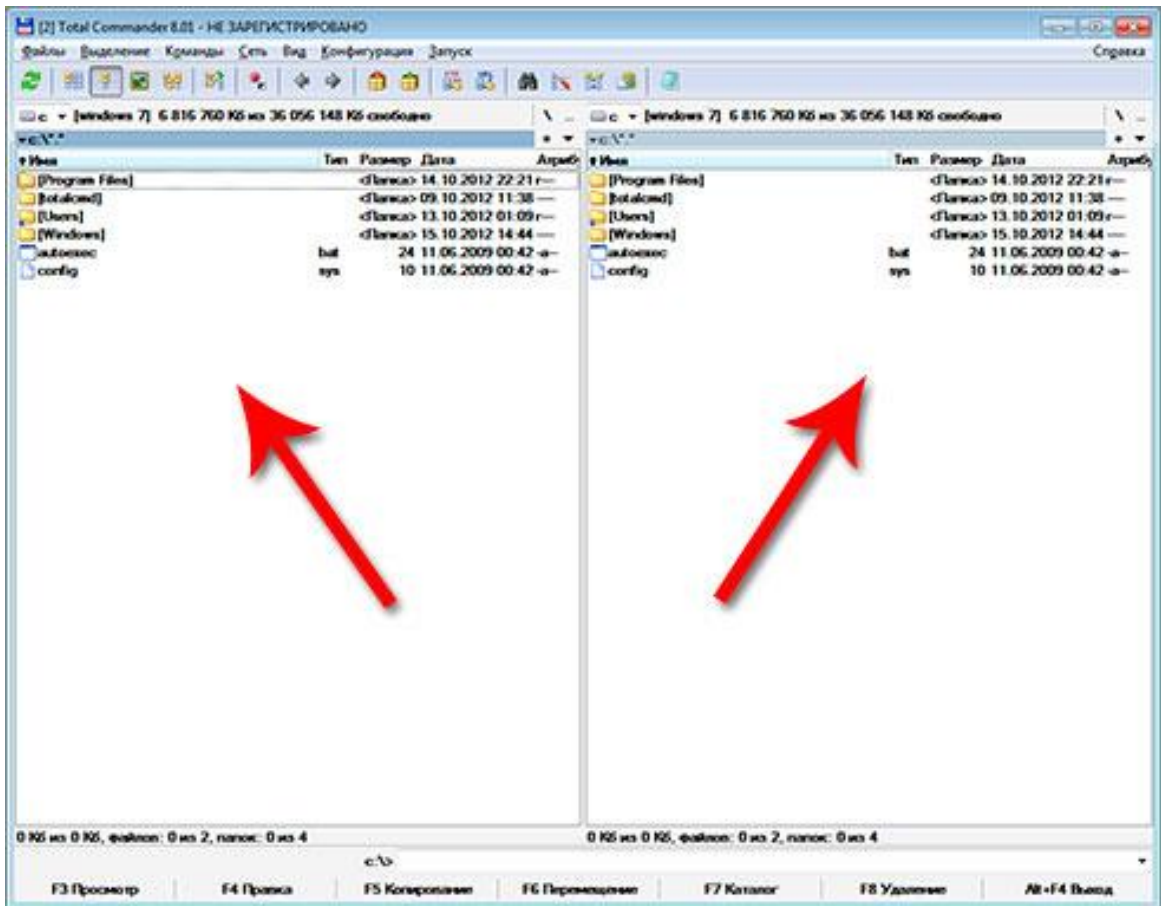 [2] Total Commander 8.01 - НЕ ЗАРЕГИСТРИРОВАНО
Файлы Выделение Команды Сеть Вид Конфигурация Запуск Справка
c [windows 7] 6 816 760 Кб из 36 056 148 Кб свободно \ .. c [windows 7] 6 816 760 Кб из 36 056 148 Кб свободно \ ..
c:\*.* * c:\*.* *
Имя Тип Размер Дата Атриб Имя Тип Размер Дата Атриб
[Program Files] <Папка> 14.10.2012 22:21 r— [Program Files] <Папка> 14.10.2012 22:21 r—
[totalcmd] <Папка> 09.10.2012 11:38 — [totalcmd] <Папка> 09.10.2012 11:38 —
[Users] <Папка> 13.10.2012 01:09 r— [Users] <Папка> 13.10.2012 01:09 r—
[Windows] <Папка> 15.10.2012 14:44 — [Windows] <Папка> 15.10.2012 14:44 —
autoexec bat 24 11.06.2009 00:42 -a— autoexec bat 24 11.06.2009 00:42 -a—
config sys 10 11.06.2009 00:42 -a— config sys 10 11.06.2009 00:42 -a—
0 Кб из 0 Кб, файлов: 0 из 2, папок: 0 из 4 0 Кб из 0 Кб, файлов: 0 из 2, папок: 0 из 4
c:\>
F3 Просмотр F4 Правка F5 Копирование F6 Перемещение F7 Каталог F8 Удаление Alt+F4 Выход